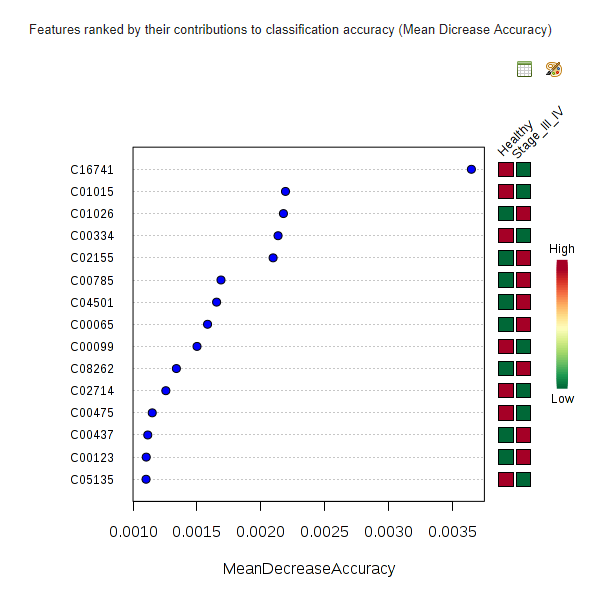 Features ranked by their contributions to classification accuracy (Mean Dicrease Accuracy)
Healthy
Stage_III_IV
C16741
C01015
C01026
C00334
C02155
C00785
C04501
C00065
C00099
C08262
C02714
C00475
C00437
C00123
C05135
High
Low
0.0010 0.0015 0.0020 0.0025 0.0030 0.0035
MeanDecreaseAccuracy